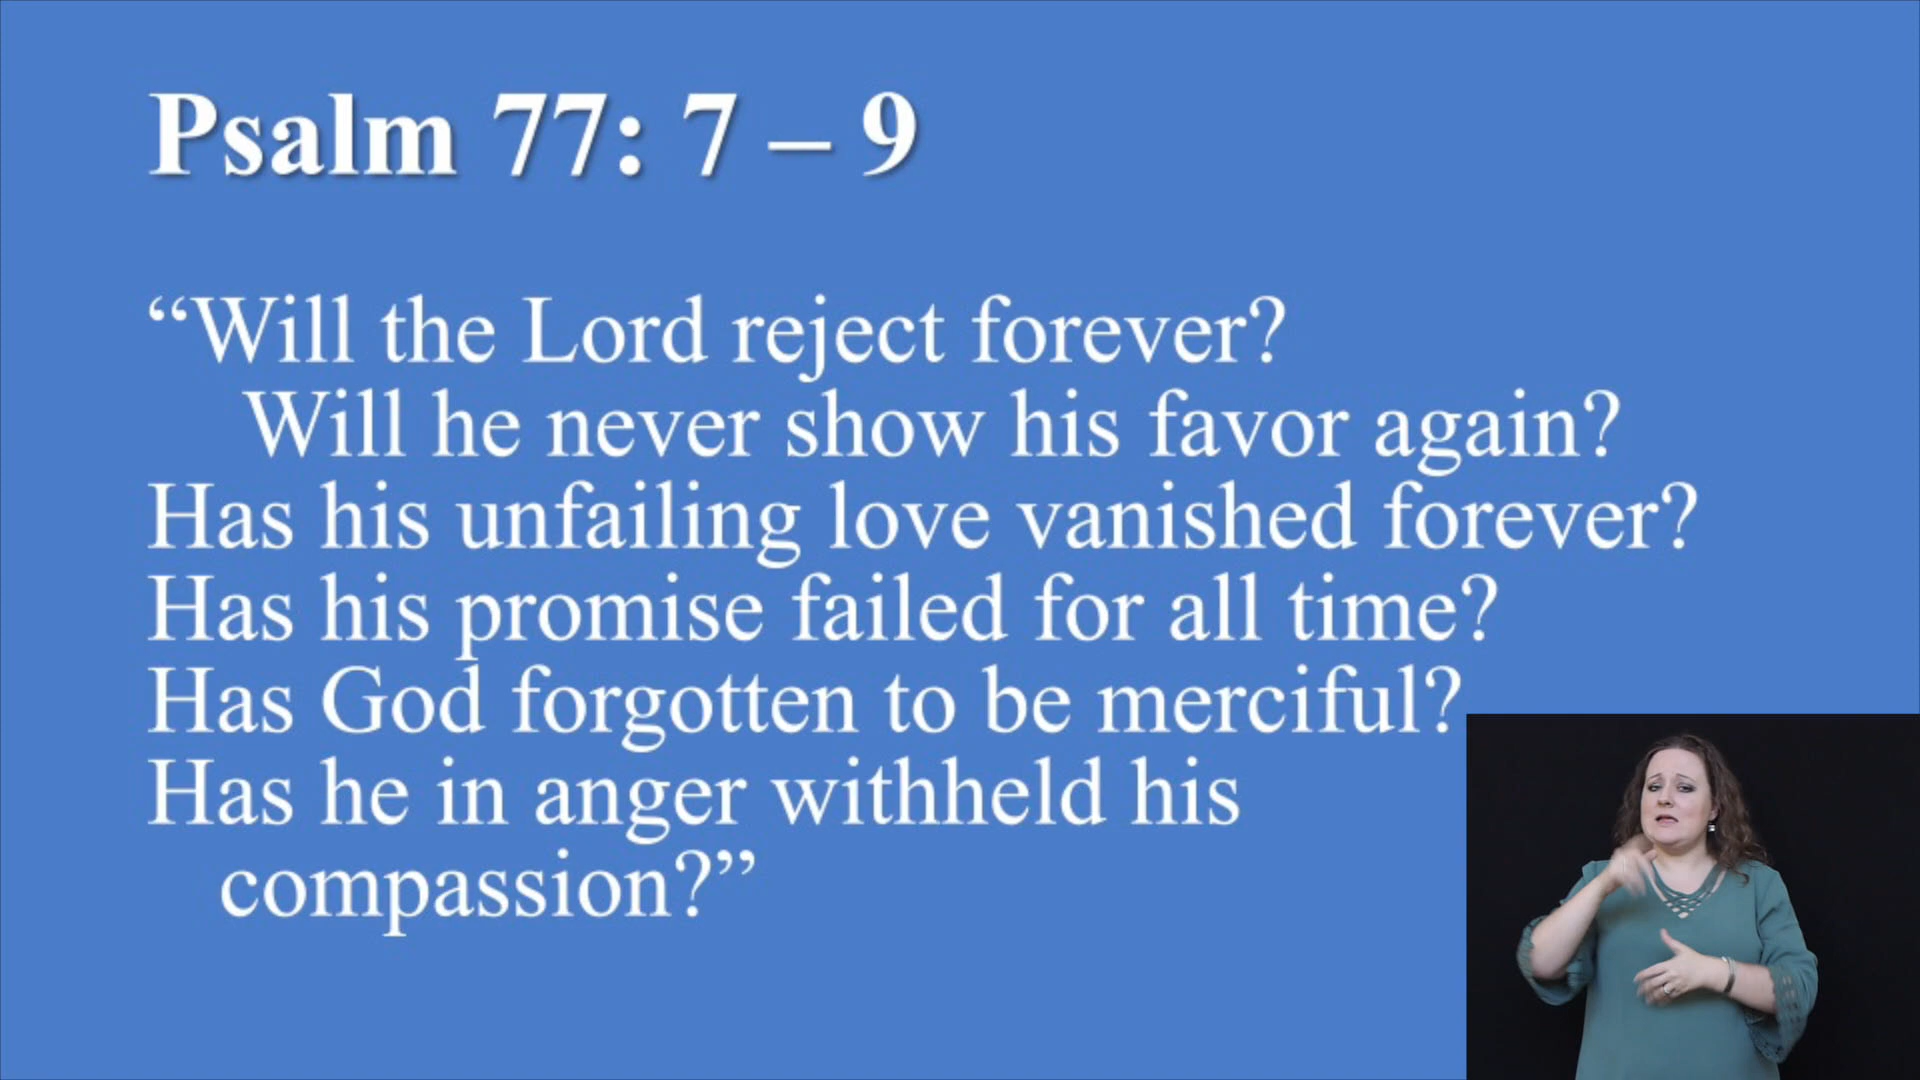 Psalm 77: 7 – 9
“Will the Lord reject forever?
Will he never show his favor again?
Has his unfailing love vanished forever?
Has his promise failed for all time?
Has God forgotten to be merciful?
Has he in anger withheld his
compassion?”